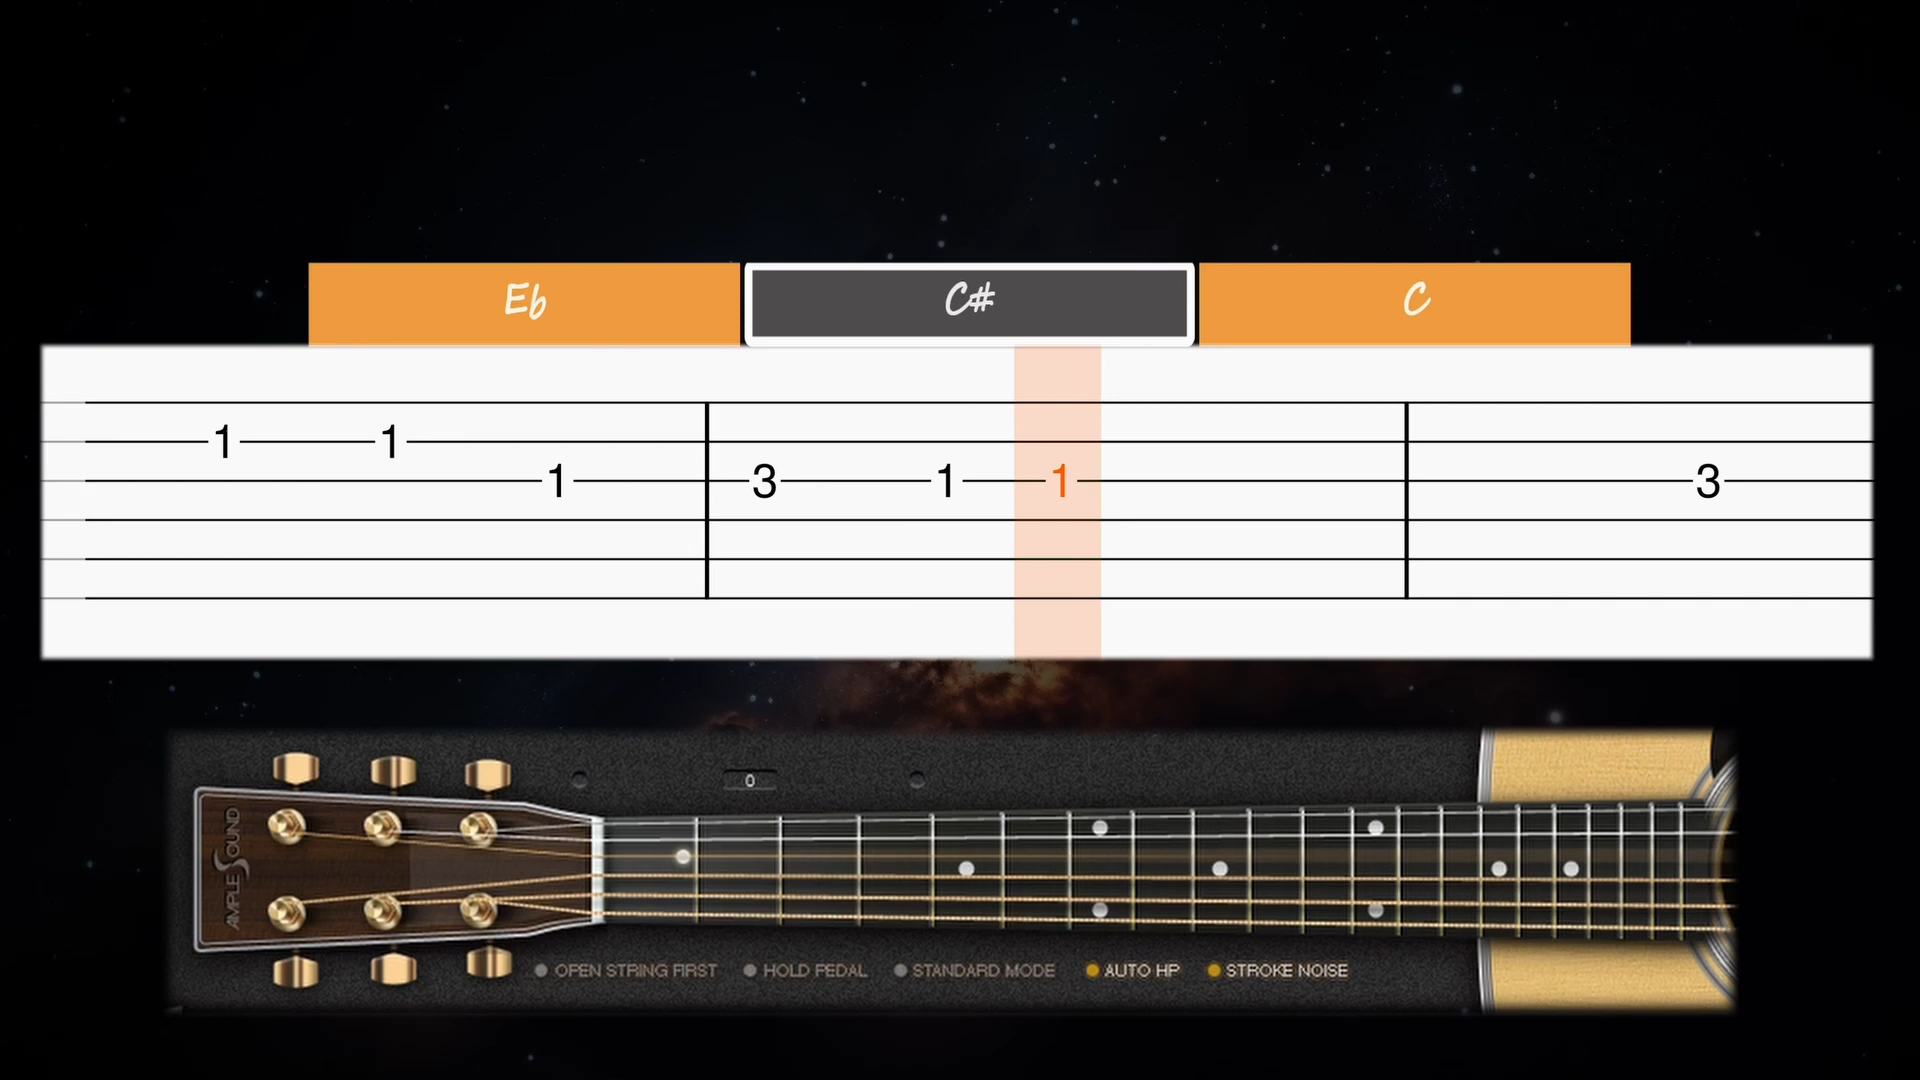 Eb C# C
1 1
1 3 1 1 3
0
AMPLE SOUND
OPEN STRING FIRST HOLD PEDAL STANDARD MODE AUTO HP STROKE NOISE